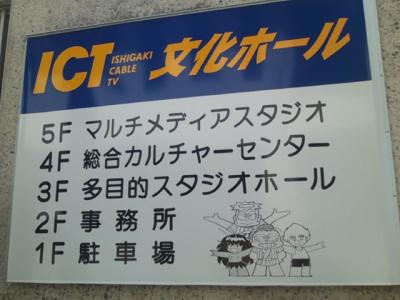 ICT ISHIGAKI CABLE TV 文化ホール
5F マルチメディアスタジオ
4F 総合カルチャーセンター
3F 多目的スタジオホール
2F 事務所
1F 駐車場